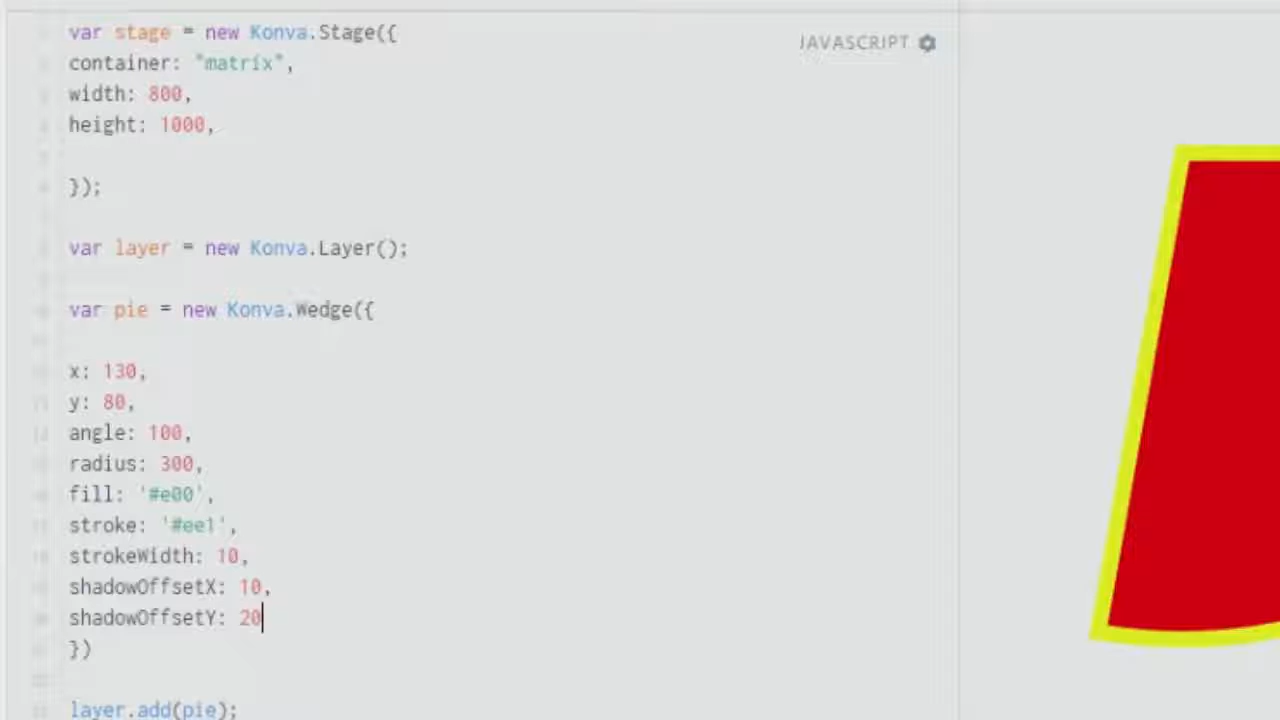 var stage = new Konva.Stage({
JAVASCRIPT
container: "matrix",
width: 800,
height: 1000,
});
var layer = new Konva.Layer();
var pie = new Konva.Wedge({
x: 130,
y: 80,
angle: 100,
radius: 300,
fill: '#e00',
stroke: '#ee1',
strokeWidth: 10,
shadowOffsetX: 10,
shadowOffsetY: 20
})
layer.add(pie);